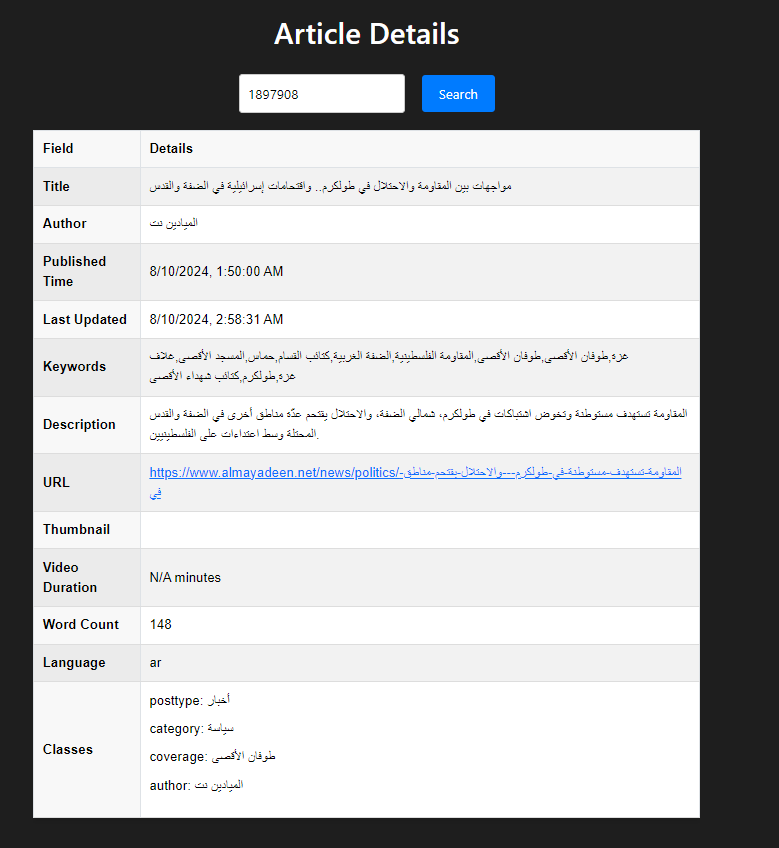 Article Details
1897908
Search
Field Details
Title مواجهات بين المقاومة والاحتلال في طولكرم.. واقتحامات إسرائيلية في الضفة والقدس
Author الميادين نت
Published
Time
8/10/2024, 1:50:00 AM
Last Updated 8/10/2024, 2:58:31 AM
Keywords
غزة,طوفان الأقصى,طوفان الأقصى,المقاومة الفلسطينية,الضفة الغربية,كتائب القسام,حماس,المسجد الأقصى,غلاف
غزة,طولكرم,كتائب شهداء الأقصى
Description
المقاومة تستهدف مستوطنة وتخوض اشتباكات في طولكرم، شمالي الضفة، والاحتلال يقتحم عدّة مناطق أخرى في الضفة والقدس
المحتلة وسط اعتداءات على الفلسطينيين.
URL
https://www.almayadeen.net/news/politics/المقاومة-تستهدف-مستوطنة-في-طولكرم---والاحتلال-يقتحم-مناطق-
في
Thumbnail
Video
Duration
N/A minutes
Word Count 148
Language ar
Classes
posttype: أخبار
category: سياسة
coverage: طوفان الأقصى
author: الميادين نت